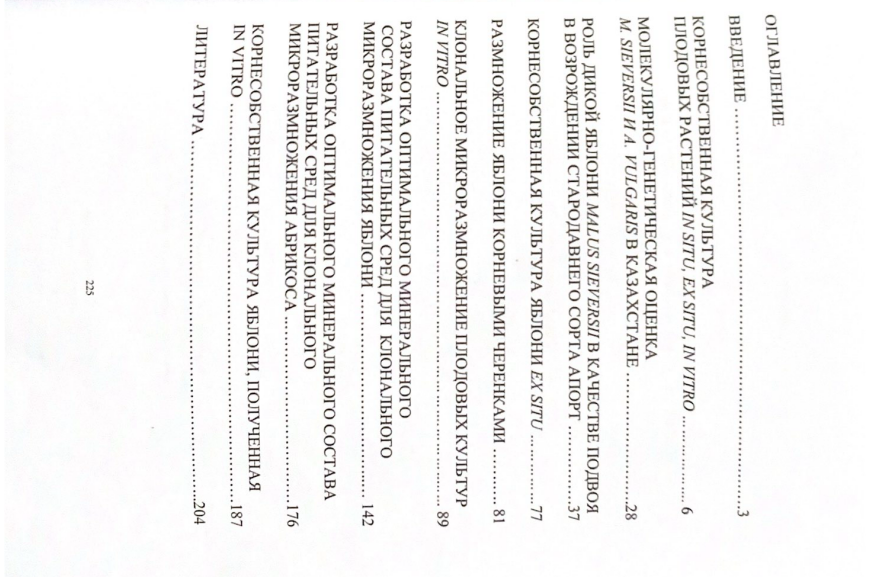 ОГЛАВЛЕНИЕ
ВВЕДЕНИЕ ........................................................3
КОРНЕСОБСТВЕННАЯ КУЛЬТУРА
ПЛОДОВЫХ РАСТЕНИЙ IN SITU, EX SITU, IN VITRO .................. 6
МОЛЕКУЛЯРНО-ГЕНЕТИЧЕСКАЯ ОЦЕНКА
M. SIEVERSII И A. VULGARIS В КАЗАХСТАНЕ .........................28
РОЛЬ ДИКОЙ ЯБЛОНИ MALUS SIEVERSII В КАЧЕСТВЕ ПОДВОЯ
В ВОЗРОЖДЕНИИ СТАРОДАВНЕГО СОРТА АПОРТ ................37
КОРНЕСОБСТВЕННАЯ КУЛЬТУРА ЯБЛОНИ EX SITU ............... 77
РАЗМНОЖЕНИЕ ЯБЛОНИ КОРНЕВЫМИ ЧЕРЕНКАМИ ............ 81
КЛОНАЛЬНОЕ МИКРОРАЗМНОЖЕНИЕ ПЛОДОВЫХ КУЛЬТУР
IN VITRO ........................................................ 89
РАЗРАБОТКА ОПТИМАЛЬНОГО МИНЕРАЛЬНОГО
СОСТАВА ПИТАТЕЛЬНЫХ СРЕД ДЛЯ КЛОНАЛЬНОГО
МИКРОРАЗМНОЖЕНИЯ ЯБЛОНИ ................................... 142
РАЗРАБОТКА ОПТИМАЛЬНОГО МИНЕРАЛЬНОГО СОСТАВА
ПИТАТЕЛЬНЫХ СРЕД ДЛЯ КЛОНАЛЬНОГО
МИКРОРАЗМНОЖЕНИЯ АБРИКОСА ................................176
КОРНЕСОБСТВЕННАЯ КУЛЬТУРА ЯБЛОНИ, ПОЛУЧЕННАЯ
IN VITRO ........................................................187
ЛИТЕРАТУРА ......................................................204
225